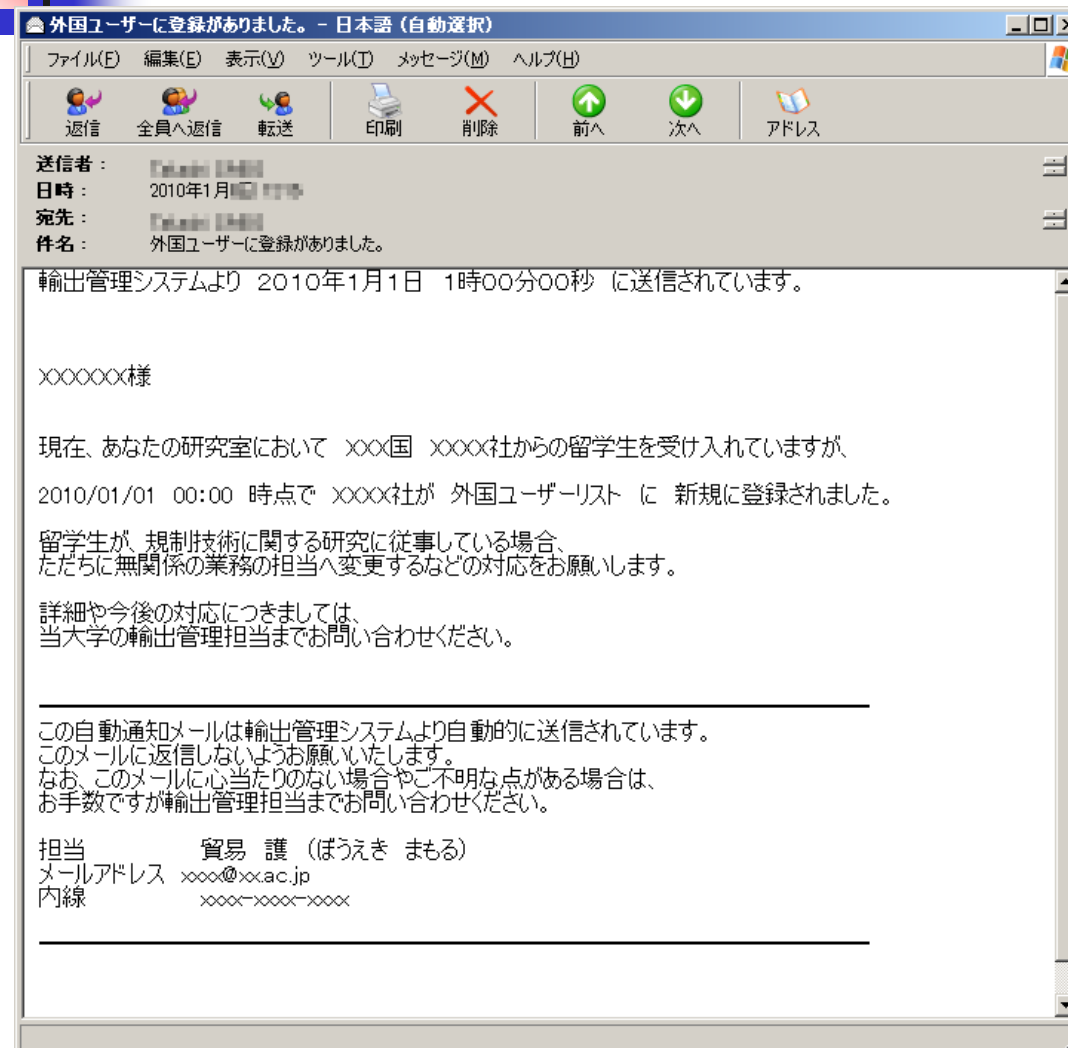 外国ユーザーに登録がありました。 - 日本語 (自動選択)
ファイル(F) 編集(E) 表示(V) ツール(T) メッセージ(M) ヘルプ(H)
返信 全員へ返信 転送 印刷 削除 前へ 次へ アドレス
送信者:
日時: 2010年1月
宛先:
件名: 外国ユーザーに登録がありました。
輸出管理システムより 2010年1月1日 1時00分00秒 に送信されています。
XXXXXXX様
現在、あなたの研究室において XXX国 XXXX社からの留学生を受け入れていますが、
2010/01/01 00:00 時点で XXXX社が 外国ユーザーリスト に 新規に登録されました。
留学生が、規制技術に関する研究に従事している場合、
ただちに無関係の業務の担当へ変更するなどの対応をお願いします。
詳細や今後の対応につきましては、
当大学の輸出管理担当までお問い合わせください。
この自動通知メールは輸出管理システムより自動的に送信されています。
このメールに返信しないようお願いいたします。
なお、このメールに心当たりのない場合やご不明な点がある場合は、
お手数ですが輸出管理担当までお問い合わせください。
担当 貿易 護 (ぼうえき まもる)
メールアドレス xxxx@xx.ac.jp
内線 xxxx-xxxx-xxxx